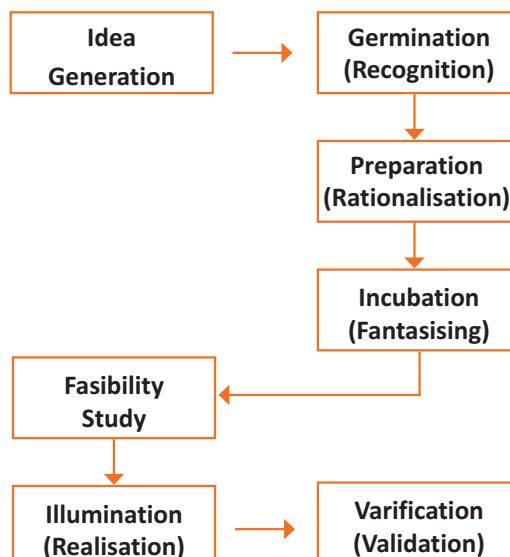 Idea
Generation
Germination
(Recognition)
Preparation
(Rationalisation)
Incubation
(Fantasising)
Fasibility
Study
Illumination
(Realisation)
Varification
(Validation)